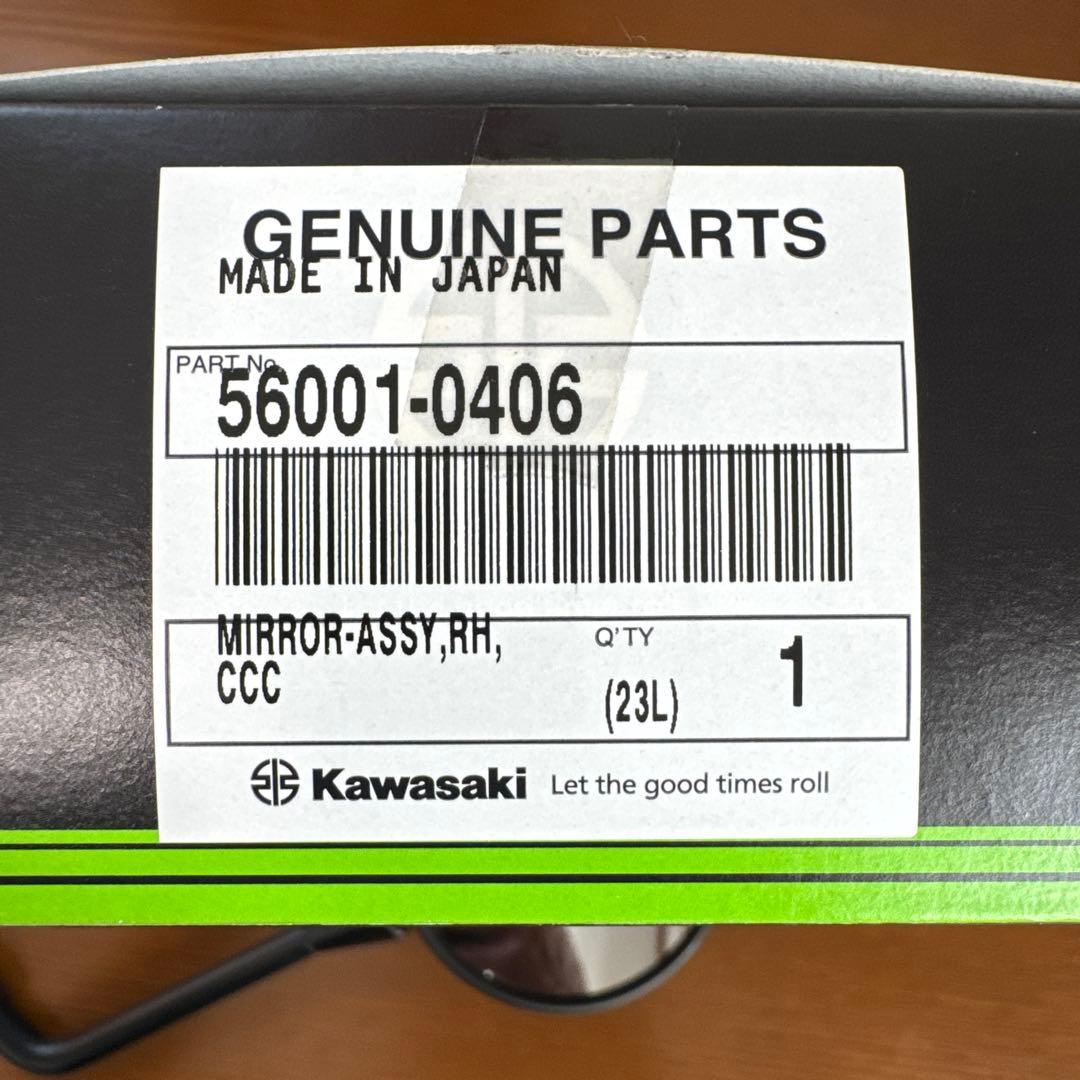 GENUINE PARTS
MADE IN JAPAN
PART No.
56001-0406
MIRROR-ASSY,RH,
CCC
Q'TY
(23L)
1
Kawasaki Let the good times roll